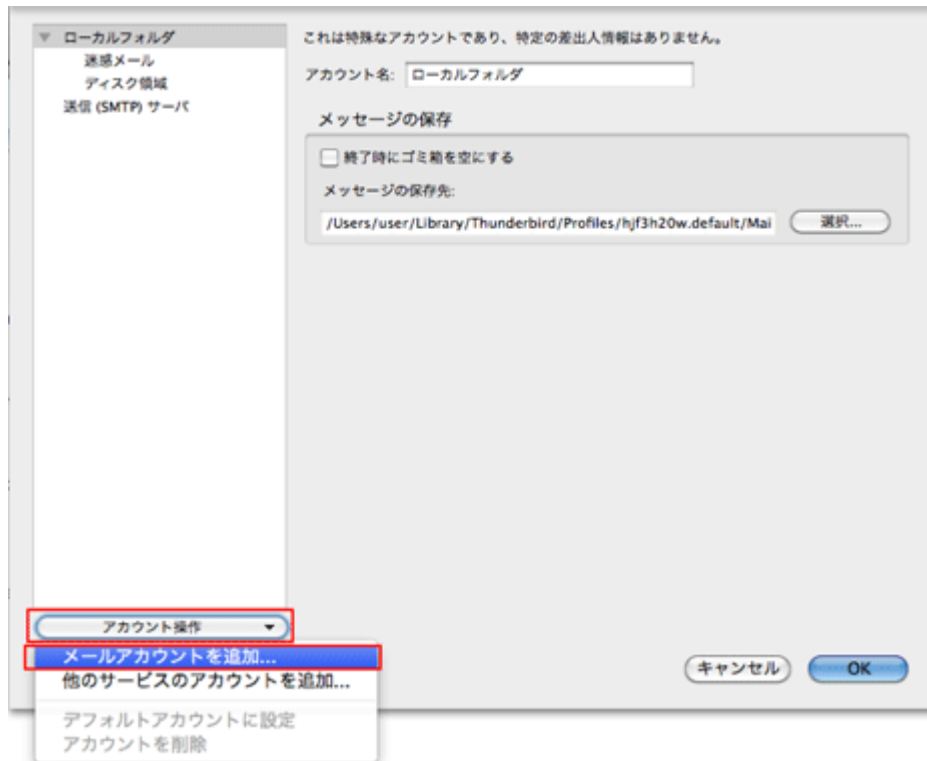 ローカルフォルダ
迷惑メール
ディスク領域
送信 (SMTP) サーバ
これは特殊なアカウントであり、特定の差出人情報はありません。
アカウント名: ローカルフォルダ
メッセージの保存
終了時にゴミ箱を空にする
メッセージの保存先:
/Users/user/Library/Thunderbird/Profiles/hjf3h20w.default/Mai 選択...
アカウント操作
メールアカウントを追加...
他のサービスのアカウントを追加...
デフォルトアカウントに設定
アカウントを削除
キャンセル OK